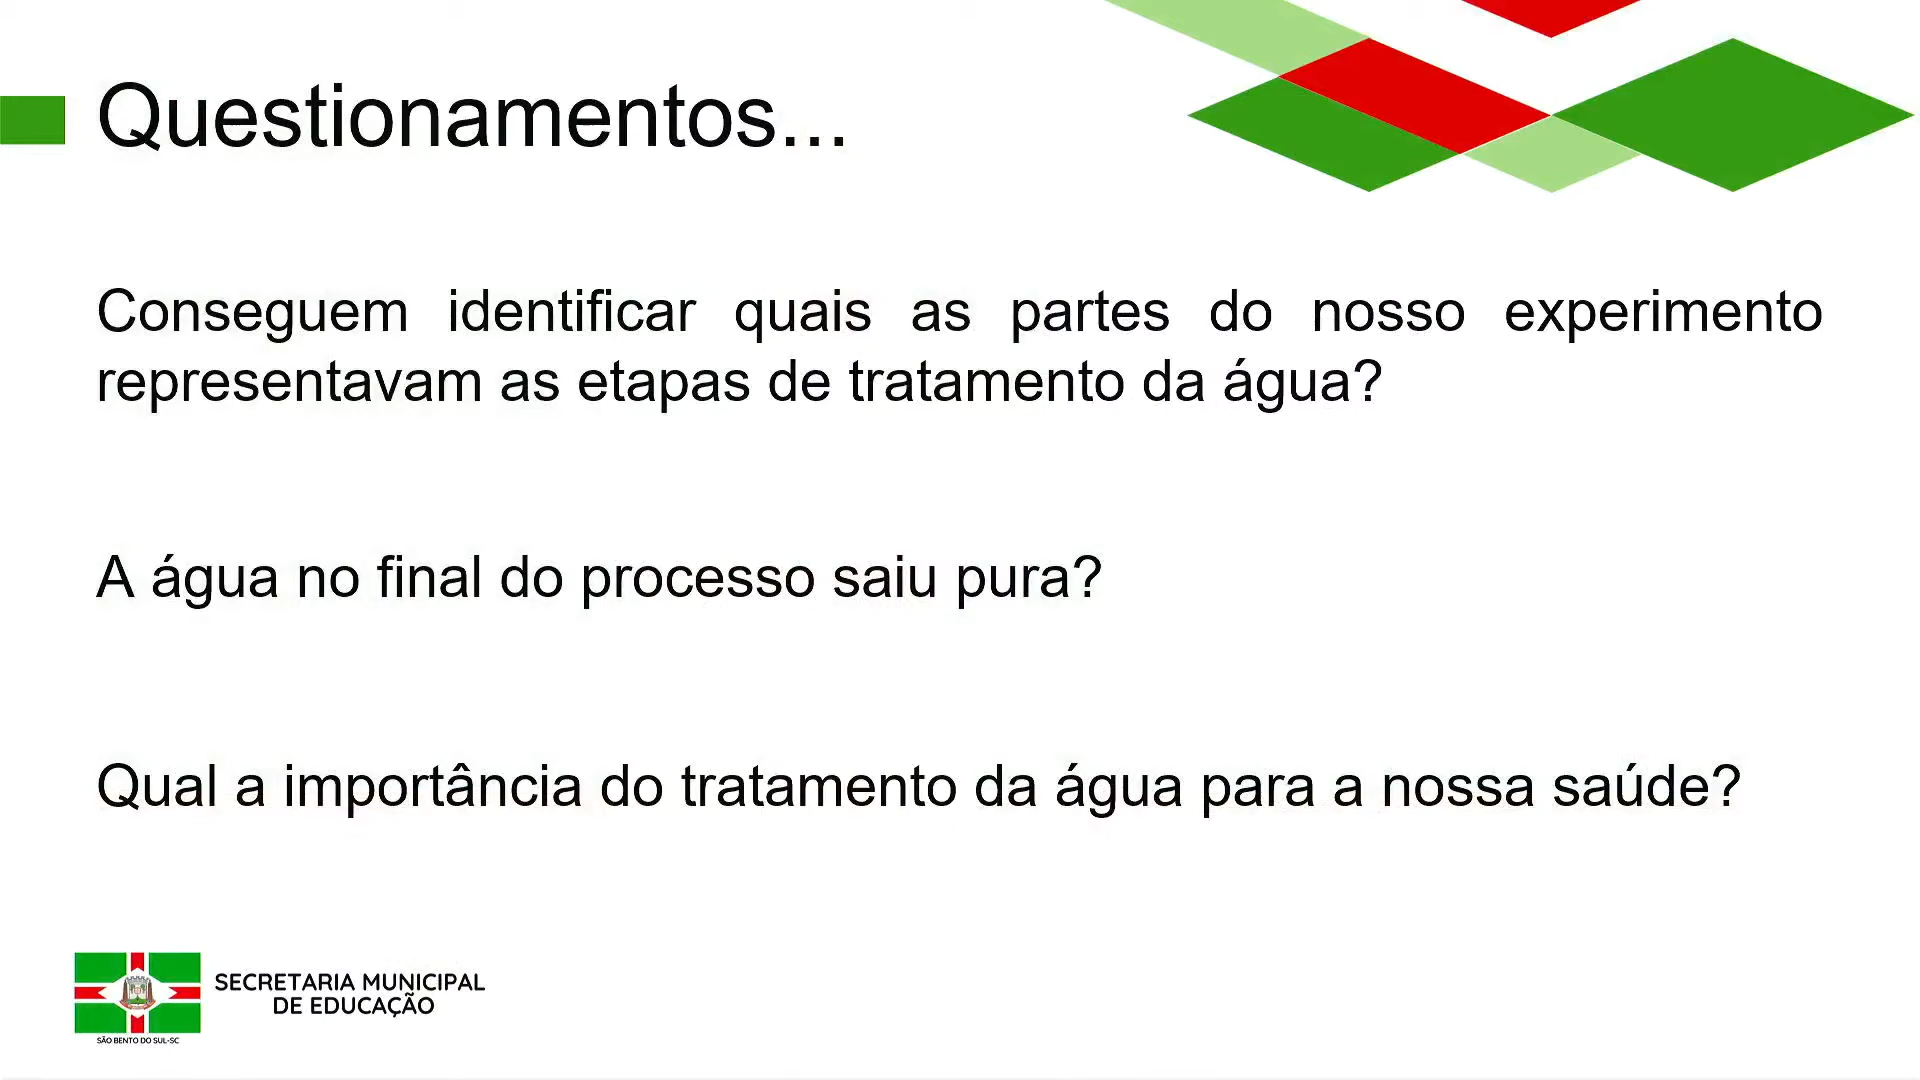 Questionamentos...
Conseguem identificar quais as partes do nosso experimento
representavam as etapas de tratamento da água?
A água no final do processo saiu pura?
Qual a importância do tratamento da água para a nossa saúde?
SECRETARIA MUNICIPAL
DE EDUCAÇÃO
SÃO BENTO DO SUL-SC